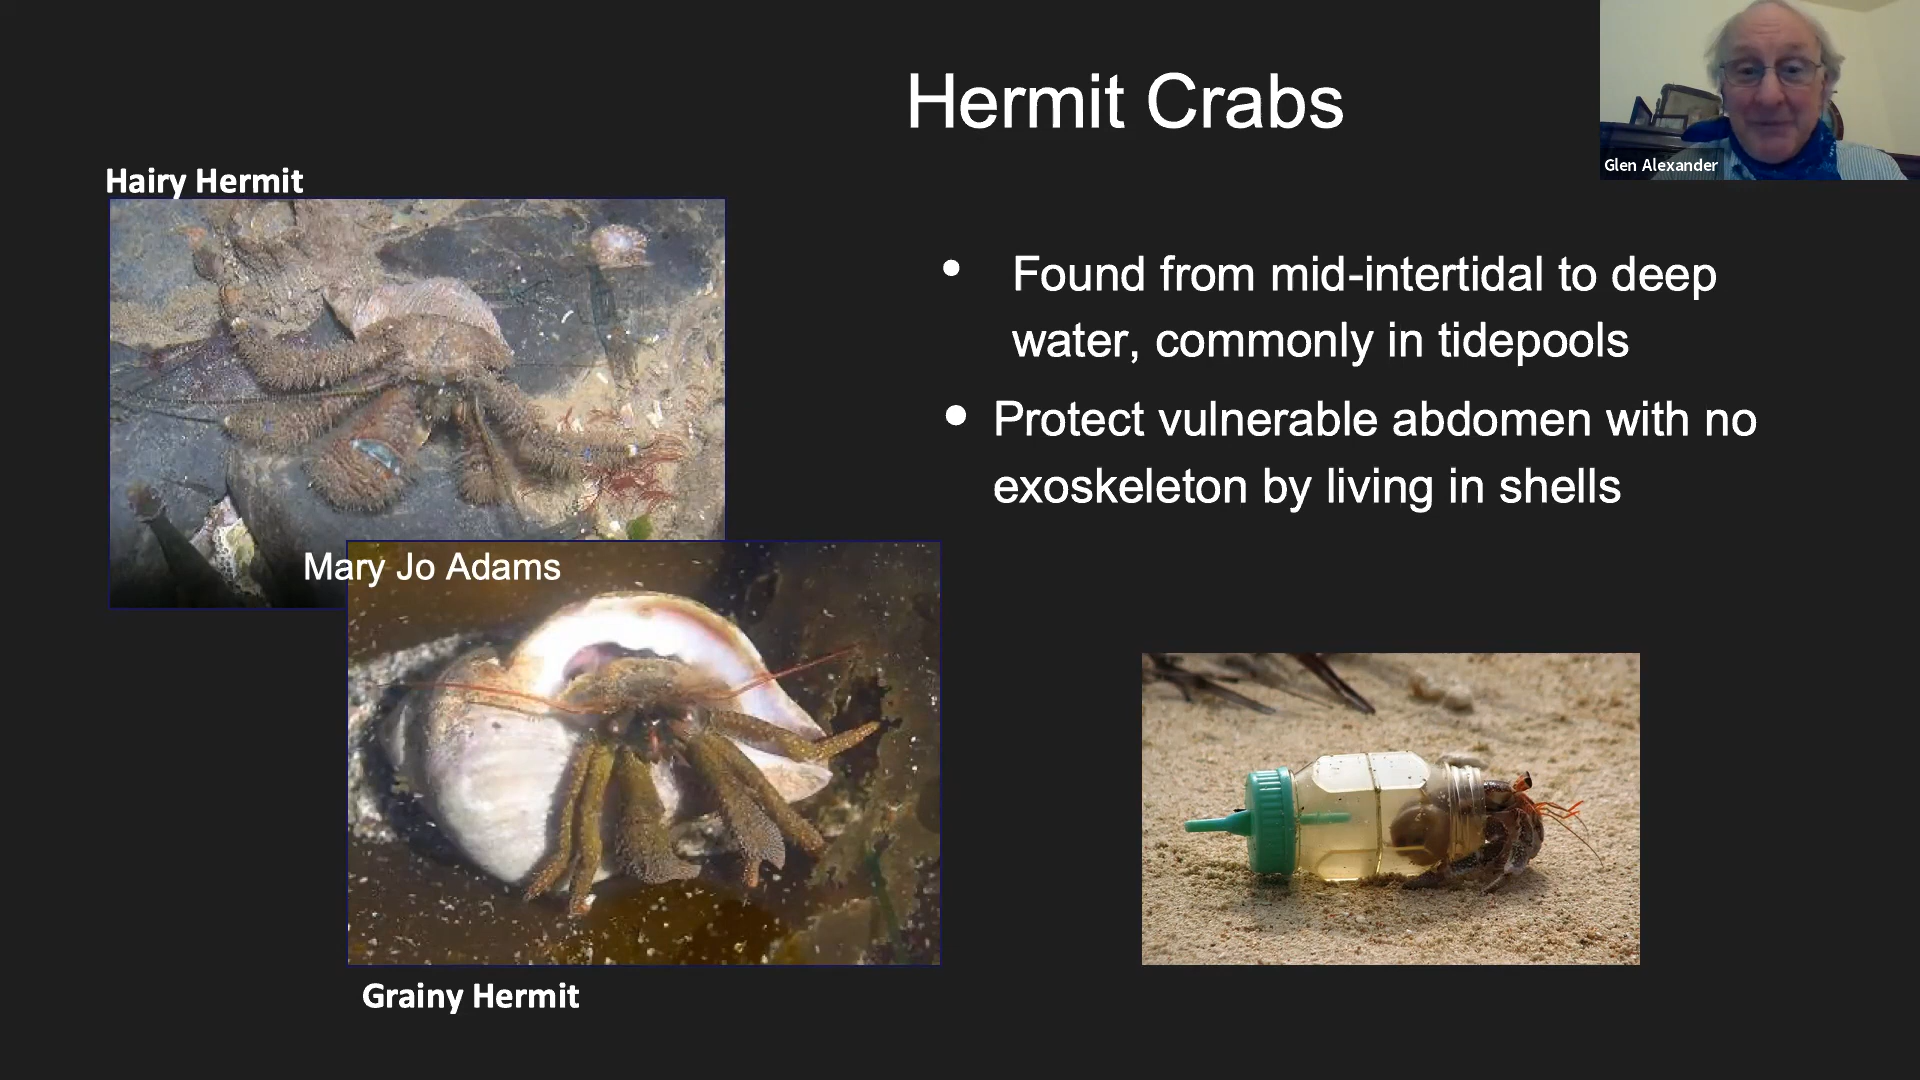 Hermit Crabs
Glen Alexander
Hairy Hermit
• Found from mid-intertidal to deep
water, commonly in tidepools
• Protect vulnerable abdomen with no
exoskeleton by living in shells
Mary Jo Adams
Grainy Hermit